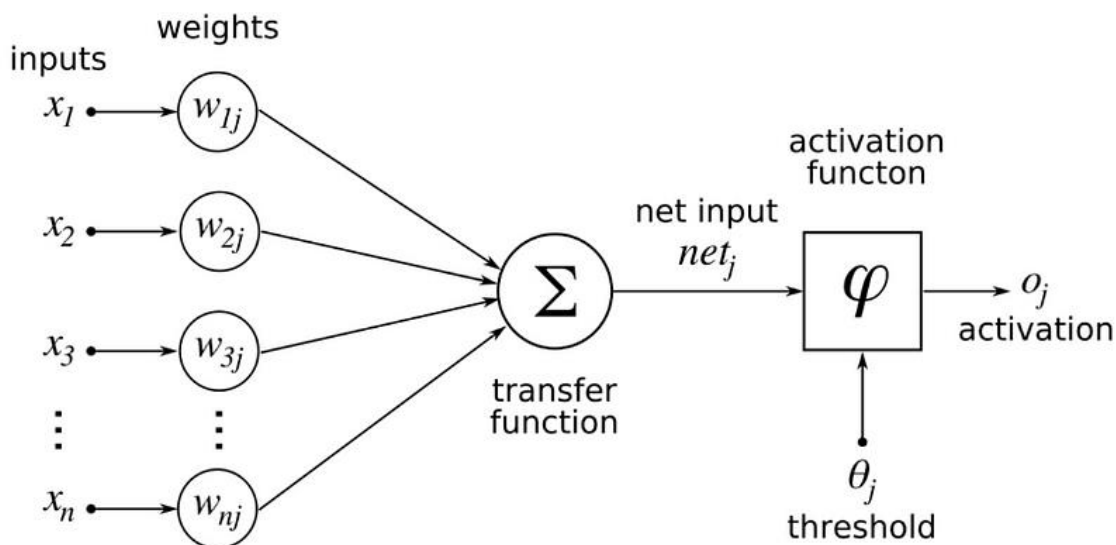 weights
inputs
x1
w1j
x2
w2j
x3
w3j
⋮
⋮
xn
wnj
Σ
transfer
function
net input
netj
activation
functon
φ
oj
activation
θj
threshold